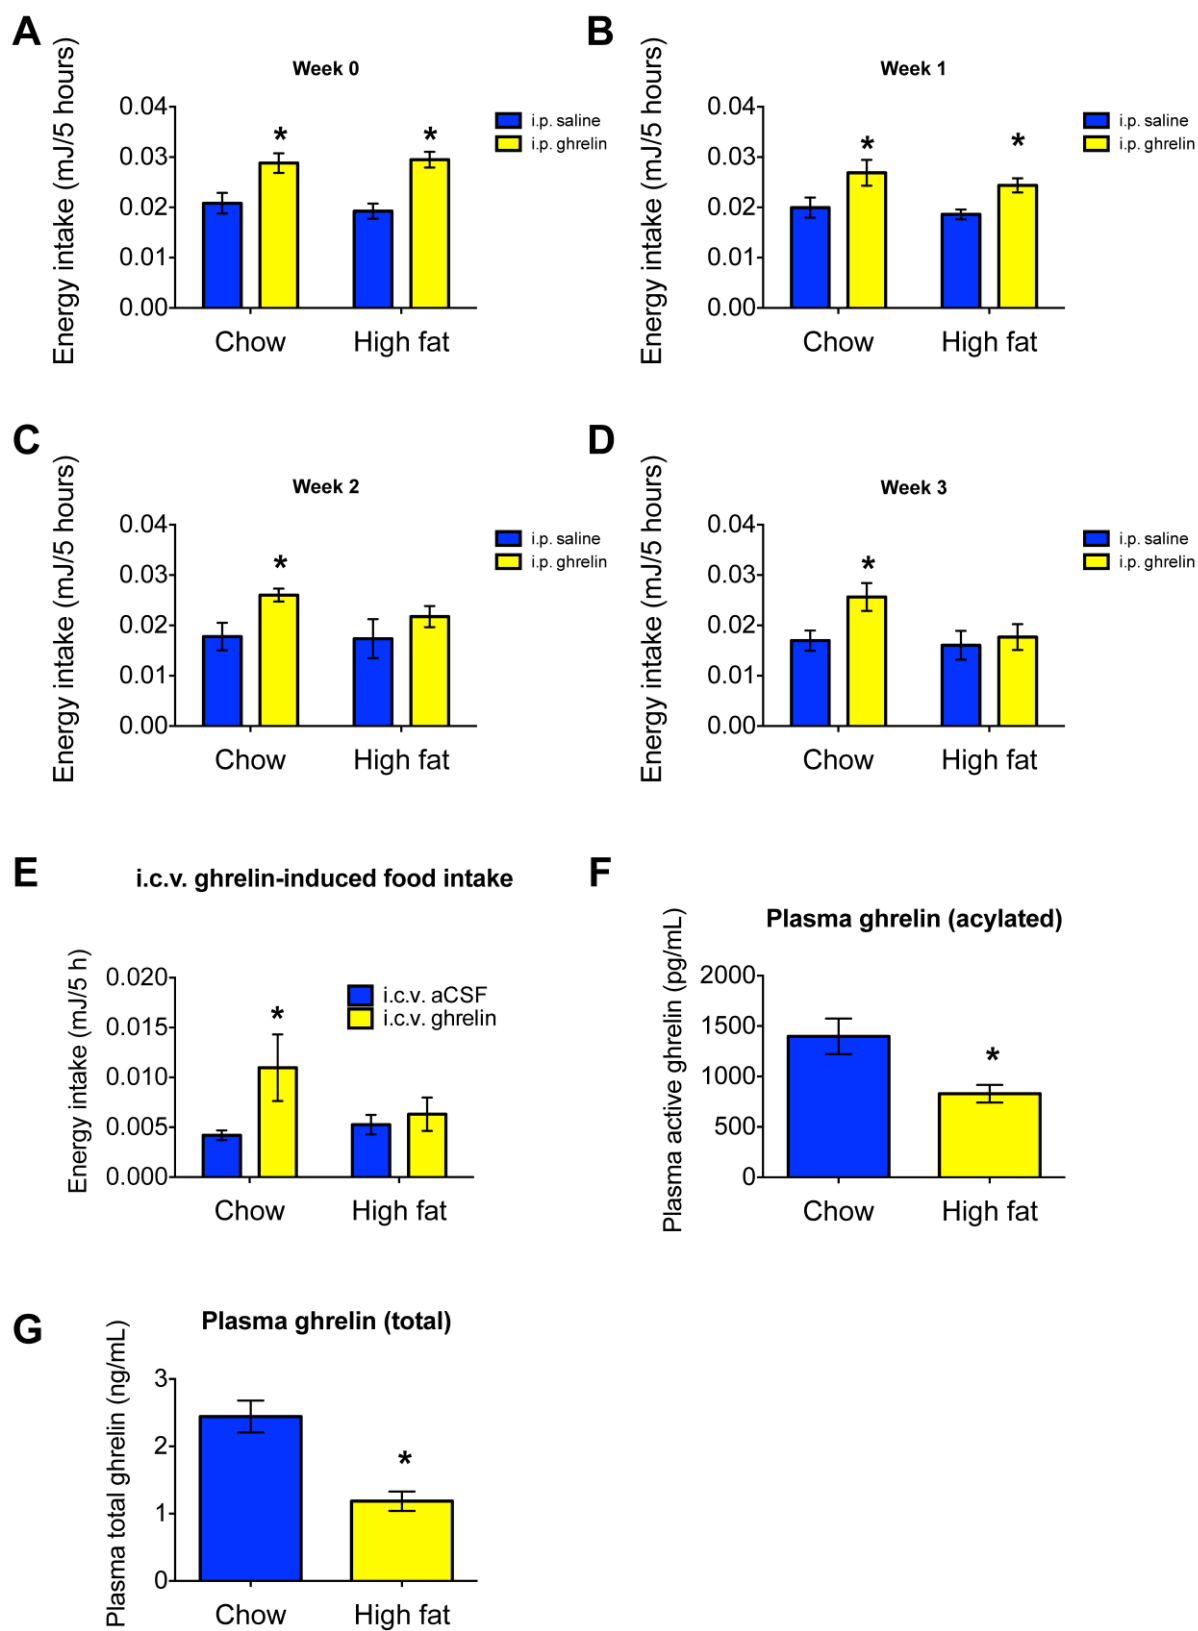 A
Week 0
Energy intake (mJ/5 hours)
0.04
0.03
0.02
0.01
0.00
*
*
Chow
High fat
i.p. saline
i.p. ghrelin
B
Week 1
Energy intake (mJ/5 hours)
0.04
0.03
0.02
0.01
0.00
*
*
Chow
High fat
i.p. saline
i.p. ghrelin
C
Week 2
Energy intake (mJ/5 hours)
0.04
0.03
0.02
0.01
0.00
*
Chow
High fat
i.p. saline
i.p. ghrelin
D
Week 3
Energy intake (mJ/5 hours)
0.04
0.03
0.02
0.01
0.00
*
Chow
High fat
i.p. saline
i.p. ghrelin
E
i.c.v. ghrelin-induced food intake
Energy intake (mJ/5 h)
0.020
0.015
0.010
0.005
0.000
*
Chow
High fat
i.c.v. aCSF
i.c.v. ghrelin
F
Plasma ghrelin (acylated)
Plasma active ghrelin (pg/mL)
2000
1500
1000
500
0
*
Chow
High fat
G
Plasma ghrelin (total)
Plasma total ghrelin (ng/mL)
3
2
1
0
*
Chow
High fat